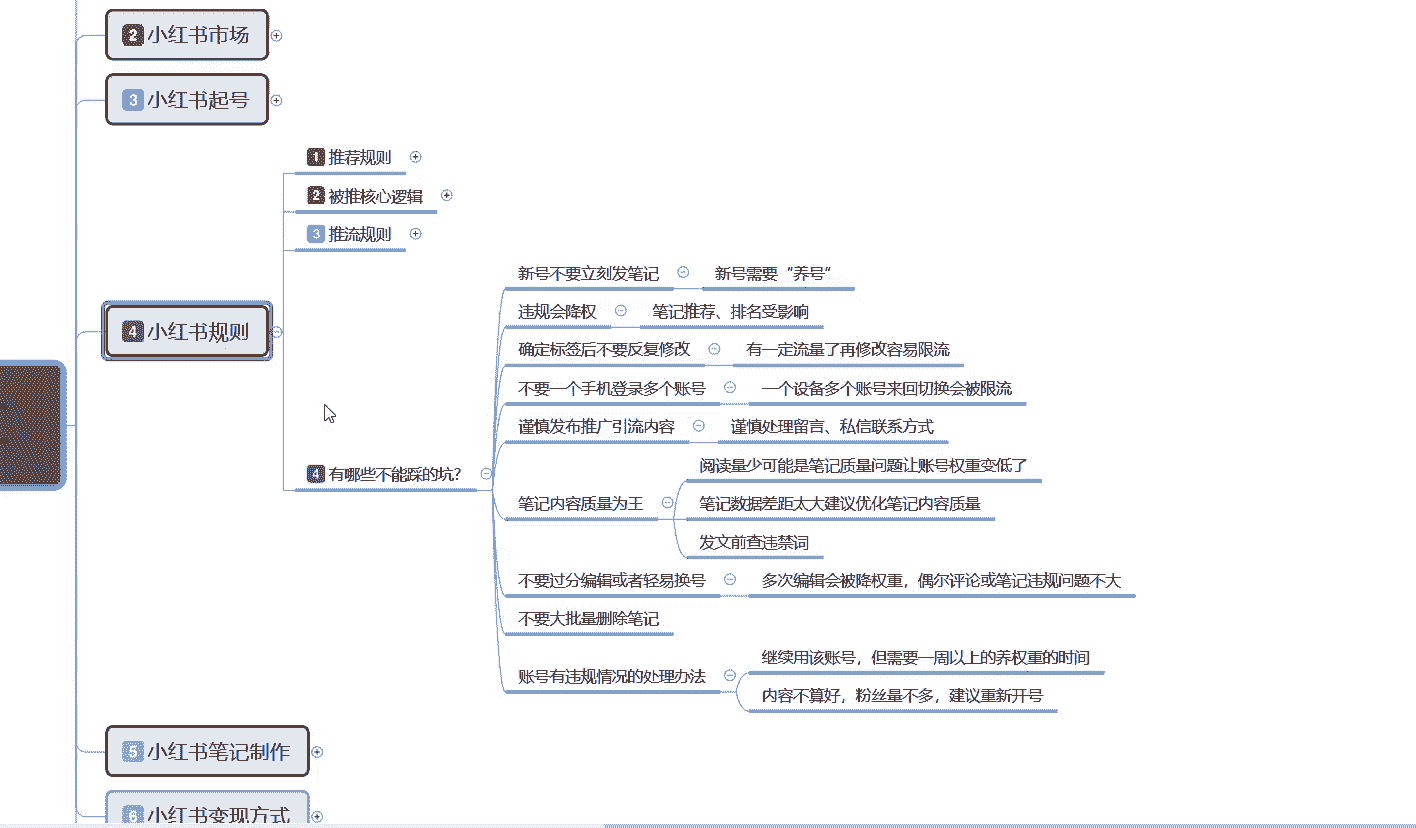 2 小红书市场
3 小红书起号
4 小红书规则
1 推荐规则
2 被推核心逻辑
3 推流规则
4 有哪些不能踩的坑?
新号不要立刻发笔记
新号需要“养号”
违规会降权
笔记推荐、排名受影响
确定标签后不要反复修改
有一定流量了再修改容易限流
不要一个手机登录多个账号
一个设备多个账号来回切换会被限流
谨慎发布推广引流内容
谨慎处理留言、私信联系方式
笔记内容质量为王
阅读量少可能是笔记质量问题让账号权重变低了
笔记数据差距太大建议优化笔记内容质量
发文前查违禁词
不要过分编辑或者轻易换号
多次编辑会被降权重，偶尔评论或笔记违规问题不大
不要大批量删除笔记
账号有违规情况的处理办法
继续用该账号，但需要一周以上的养权重的时间
内容不算好，粉丝量不多，建议重新开号
5 小红书笔记制作
6 小红书变现方式